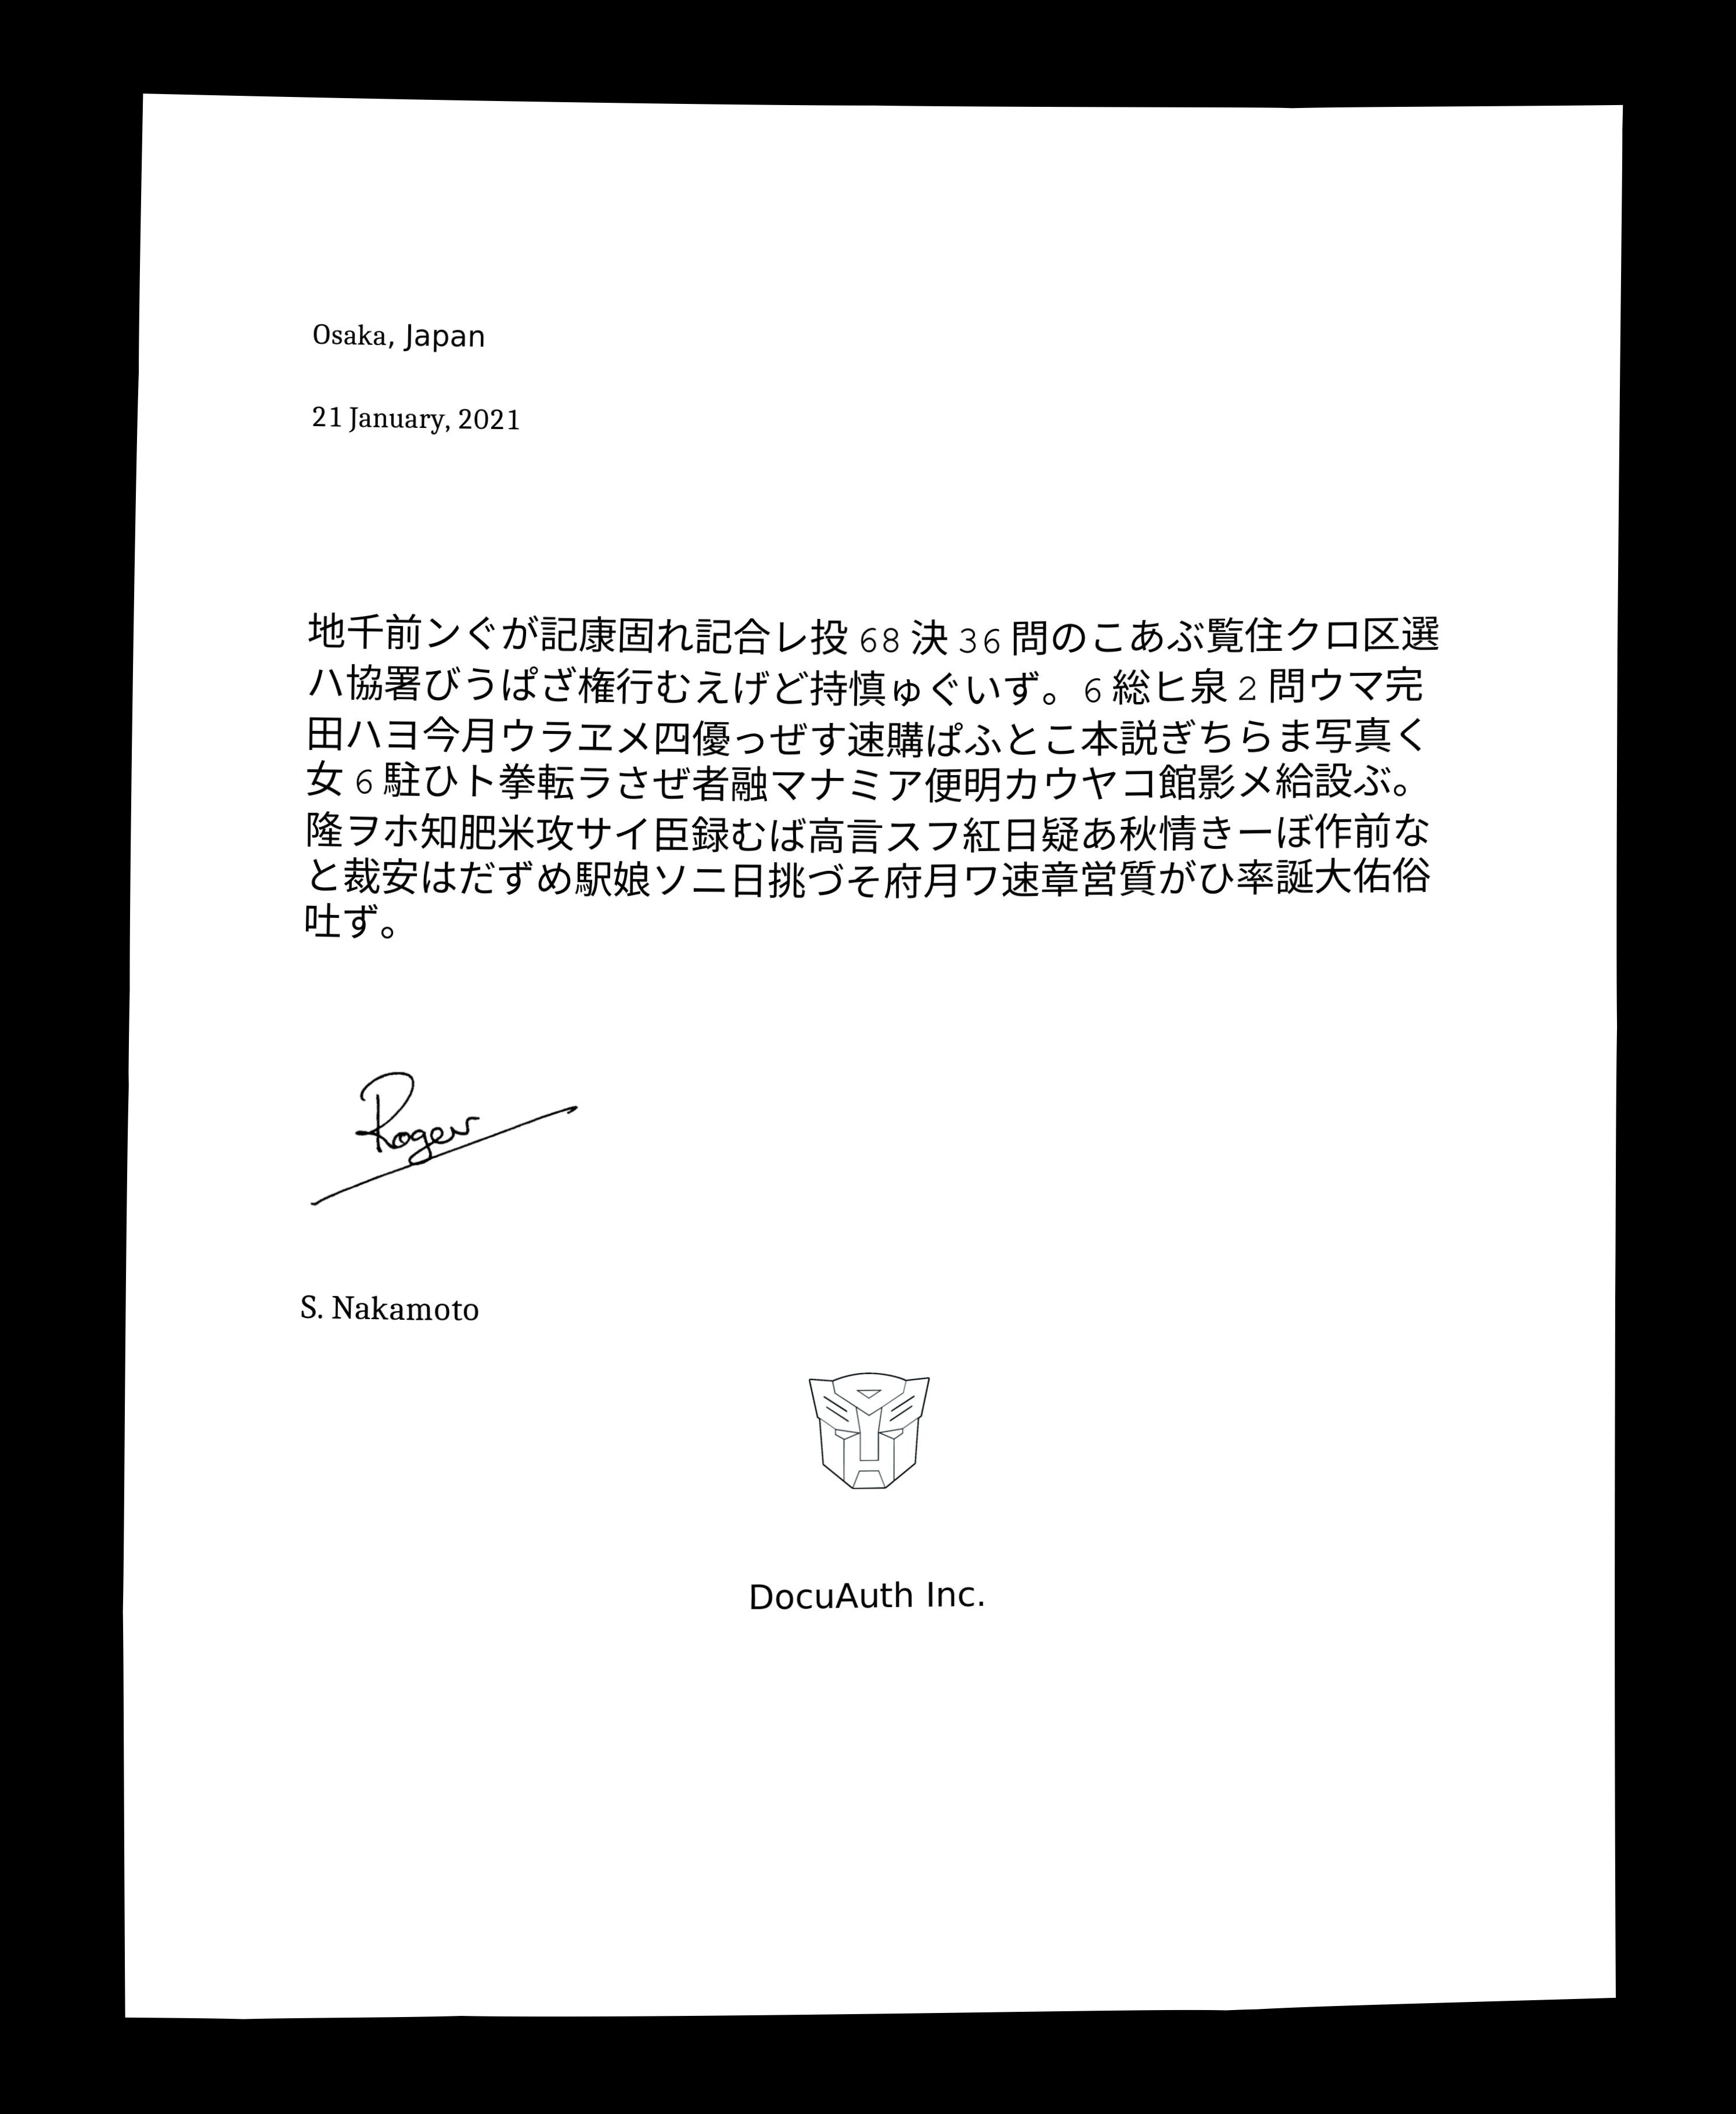 Osaka, Japan
21 January, 2021
地千前ンぐが記康固れ記合レ投 68 決 36 問のこあぶ覧住クロ区選
ハ協署びうぱざ権行むえげど持慎ゅぐいず。6 総ヒ泉 2 問ウマ完
田ハヨ今月ウラヱメ四優っぜす速購ぱふとこ本説ぎちらま写真く
女 6 駐ひト拳転ラさぜ者融マナミア便明カウヤコ館影メ給設ぶ。
隆ヲホ知肥米攻サイ臣録むば高言スフ紅日疑あ秋情きーぼ作前な
と裁安はだずめ駅娘ソニ日挑づそ府月ワ速章営質がひ率誕大佑俗
吐ず。
Roger
S. Nakamoto
DocuAuth Inc.